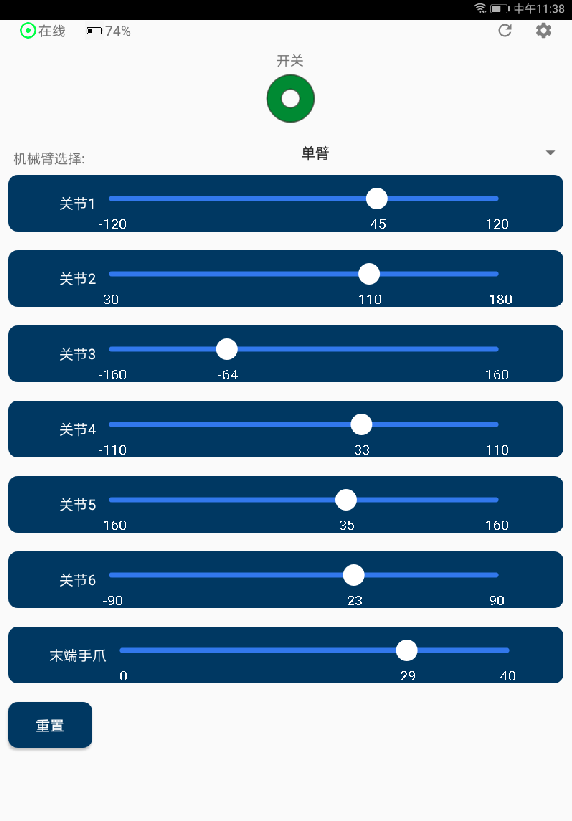 丰午11:38
在线 74%
开关
机械臂选择: 单臂
关节1
-120 45 120
关节2
30 110 180
关节3
-160 -64 160
关节4
-110 33 110
关节5
160 35 160
关节6
-90 23 90
末端手爪
0 29 40
重置